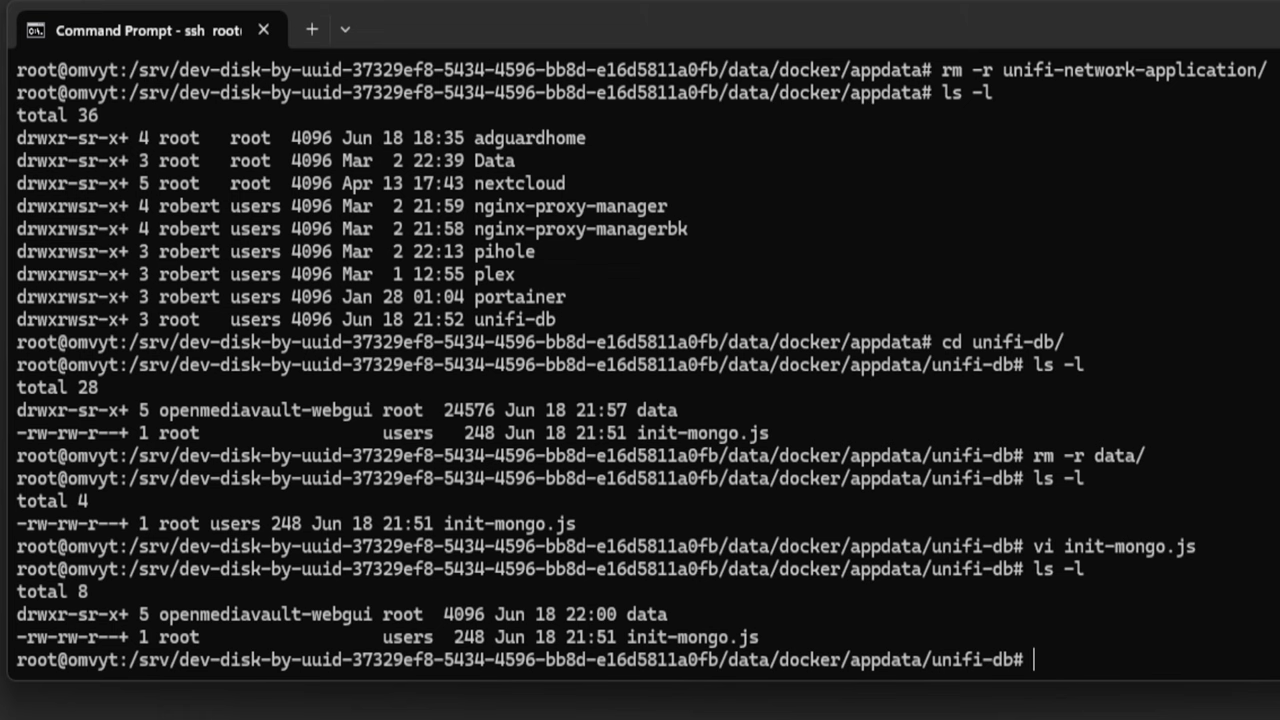 Command Prompt - ssh root
root@omvyt:/srv/dev-disk-by-uuid-37329ef8-5434-4596-bb8d-e16d5811a0fb/data/docker/appdata# rm -r unifi-network-application/
root@omvyt:/srv/dev-disk-by-uuid-37329ef8-5434-4596-bb8d-e16d5811a0fb/data/docker/appdata# ls -l
total 36
drwxr-sr-x+ 4 root   root  4096 Jun 18 18:35 adguardhome
drwxr-sr-x+ 3 root   root  4096 Mar  2 22:39 Data
drwxr-sr-x+ 5 root   root  4096 Apr 13 17:43 nextcloud
drwxrwsr-x+ 4 robert users 4096 Mar  2 21:59 nginx-proxy-manager
drwxrwsr-x+ 4 robert users 4096 Mar  2 21:58 nginx-proxy-managerbk
drwxrwsr-x+ 3 robert users 4096 Mar  2 22:13 pihole
drwxrwsr-x+ 3 robert users 4096 Mar  1 12:55 plex
drwxrwsr-x+ 3 robert users 4096 Jan 28 01:04 portainer
drwxrwsr-x+ 3 root   users 4096 Jun 18 21:52 unifi-db
root@omvyt:/srv/dev-disk-by-uuid-37329ef8-5434-4596-bb8d-e16d5811a0fb/data/docker/appdata# cd unifi-db/
root@omvyt:/srv/dev-disk-by-uuid-37329ef8-5434-4596-bb8d-e16d5811a0fb/data/docker/appdata/unifi-db# ls -l
total 28
drwxr-sr-x+ 5 openmediavault-webgui root  24576 Jun 18 21:57 data
-rw-rw-r--+ 1 root                  users   248 Jun 18 21:51 init-mongo.js
root@omvyt:/srv/dev-disk-by-uuid-37329ef8-5434-4596-bb8d-e16d5811a0fb/data/docker/appdata/unifi-db# rm -r data/
root@omvyt:/srv/dev-disk-by-uuid-37329ef8-5434-4596-bb8d-e16d5811a0fb/data/docker/appdata/unifi-db# ls -l
total 4
-rw-rw-r--+ 1 root users 248 Jun 18 21:51 init-mongo.js
root@omvyt:/srv/dev-disk-by-uuid-37329ef8-5434-4596-bb8d-e16d5811a0fb/data/docker/appdata/unifi-db# vi init-mongo.js
root@omvyt:/srv/dev-disk-by-uuid-37329ef8-5434-4596-bb8d-e16d5811a0fb/data/docker/appdata/unifi-db# ls -l
total 8
drwxr-sr-x+ 5 openmediavault-webgui root  4096 Jun 18 22:00 data
-rw-rw-r--+ 1 root                  users  248 Jun 18 21:51 init-mongo.js
root@omvyt:/srv/dev-disk-by-uuid-37329ef8-5434-4596-bb8d-e16d5811a0fb/data/docker/appdata/unifi-db#